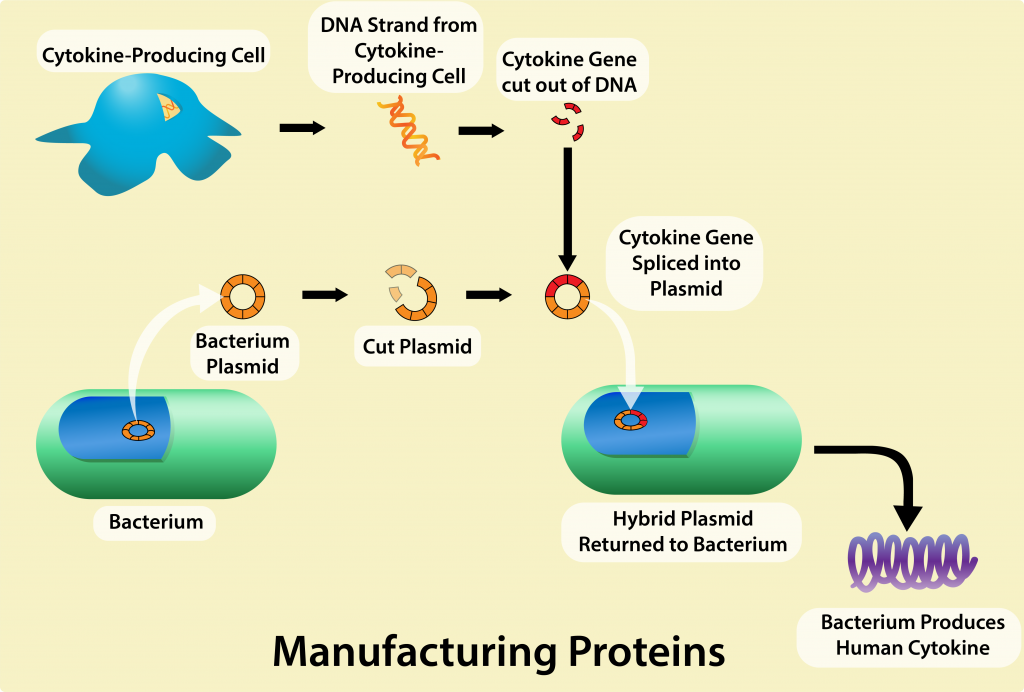 Cytokine-Producing Cell
DNA Strand from
Cytokine-
Producing Cell
Cytokine Gene
cut out of DNA
Cytokine Gene
Spliced into
Plasmid
Bacterium
Plasmid
Cut Plasmid
Bacterium
Hybrid Plasmid
Returned to Bacterium
Bacterium Produces
Human Cytokine
Manufacturing Proteins